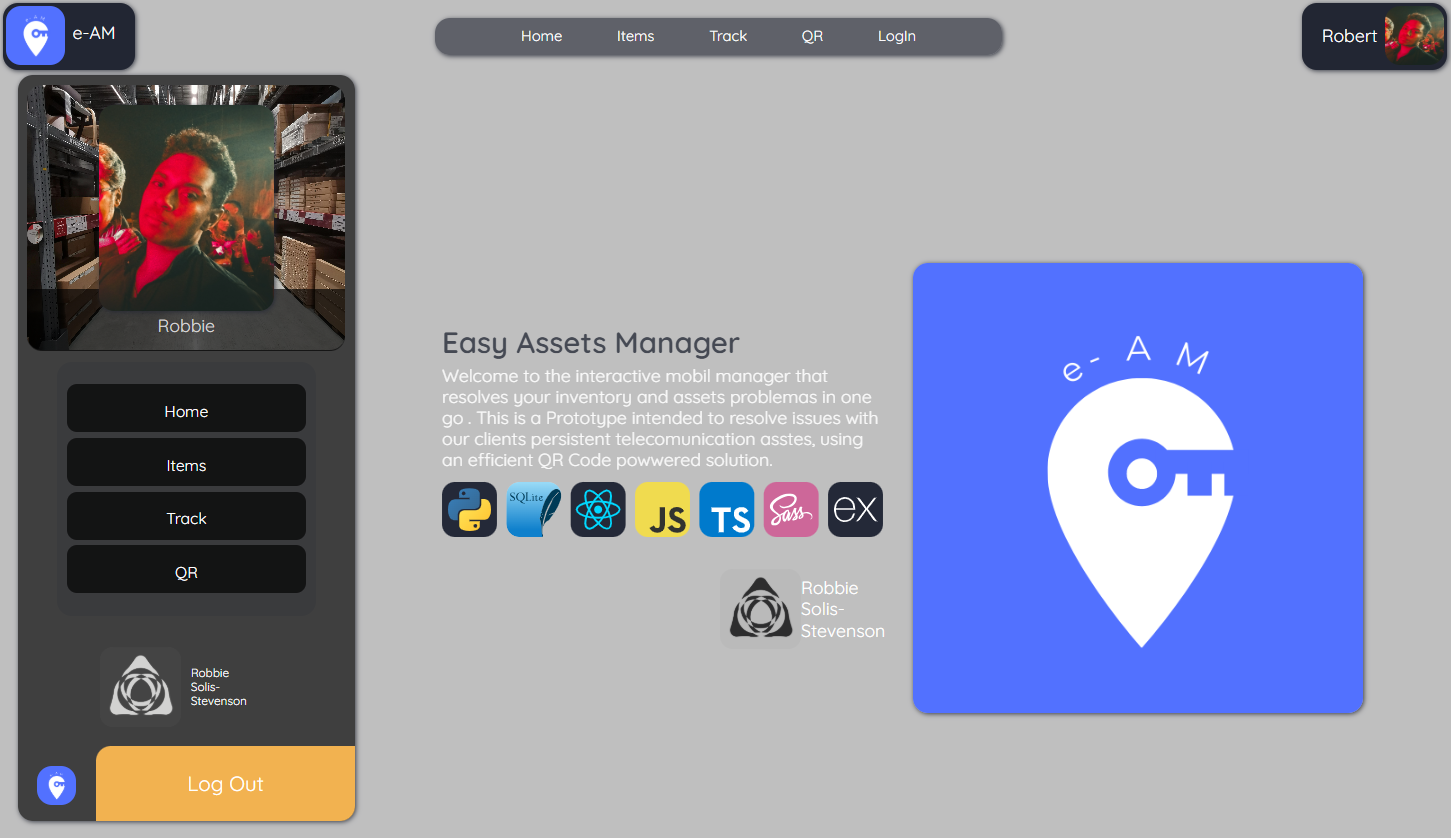 e-AM
Home Items Track QR LogIn
Robert
Robbie
Home
Items
Track
QR
Robbie
Solis-
Stevenson
Log Out
Easy Assets Manager
Welcome to the interactive mobil manager that
resolves your inventory and assets problemas in one
go . This is a Prototype intended to resolve issues with
our clients persistent telecomunication asstes, using
an efficient QR Code powwered solution.
SQLite JS TS Sass ex
Robbie
Solis-
Stevenson
e- A M